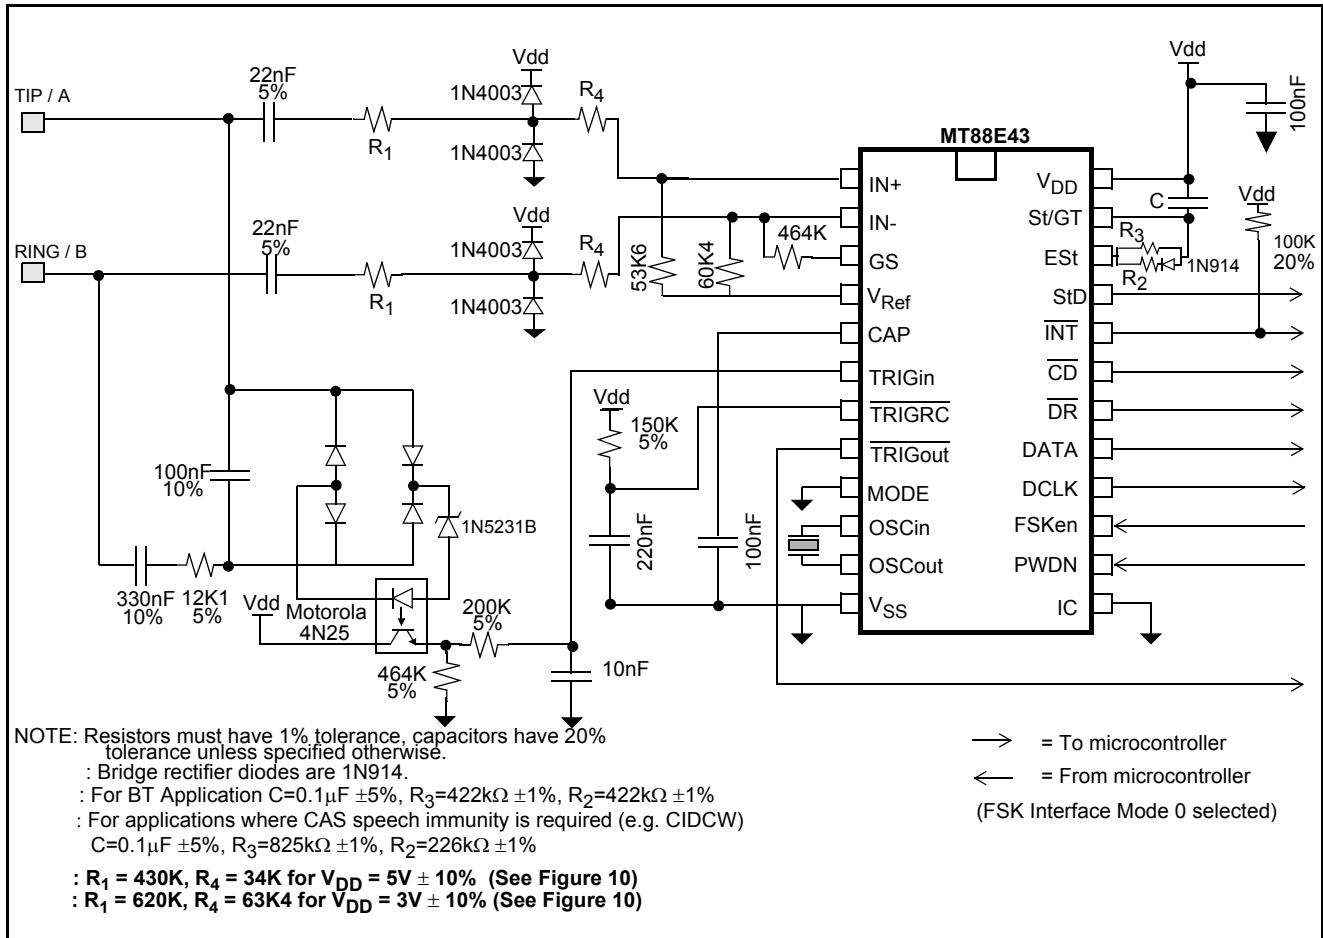 TIP / A
22nF
5%
R1
1N4003
Vdd
1N4003
R4
RING / B
22nF
5%
R1
1N4003
Vdd
1N4003
R4
53K6
60K4
464K
MT88E43
IN+
IN-
GS
VRef
CAP
TRIGin
TRIGRC
TRIGout
MODE
OSCin
OSCout
VSS
VDD
St/GT
ESt
StD
INT
CD
DR
DATA
DCLK
FSKen
PWDN
IC
Vdd
100nF
C
R3
R2
1N914
Vdd
100K
20%
100nF
10%
330nF
10%
12K1
5%
1N5231B
Vdd
Motorola
4N25
464K
5%
200K
5%
10nF
Vdd
150K
5%
220nF
100nF
NOTE: Resistors must have 1% tolerance, capacitors have 20%
tolerance unless specified otherwise.
: Bridge rectifier diodes are 1N914.
: For BT Application C=0.1μF ±5%, R3=422kΩ ±1%, R2=422kΩ ±1%
: For applications where CAS speech immunity is required (e.g. CIDCW)
C=0.1μF ±5%, R3=825kΩ ±1%, R2=226kΩ ±1%
: R1 = 430K, R4 = 34K for VDD = 5V ± 10% (See Figure 10)
: R1 = 620K, R4 = 63K4 for VDD = 3V ± 10% (See Figure 10)
= To microcontroller
= From microcontroller
(FSK Interface Mode 0 selected)